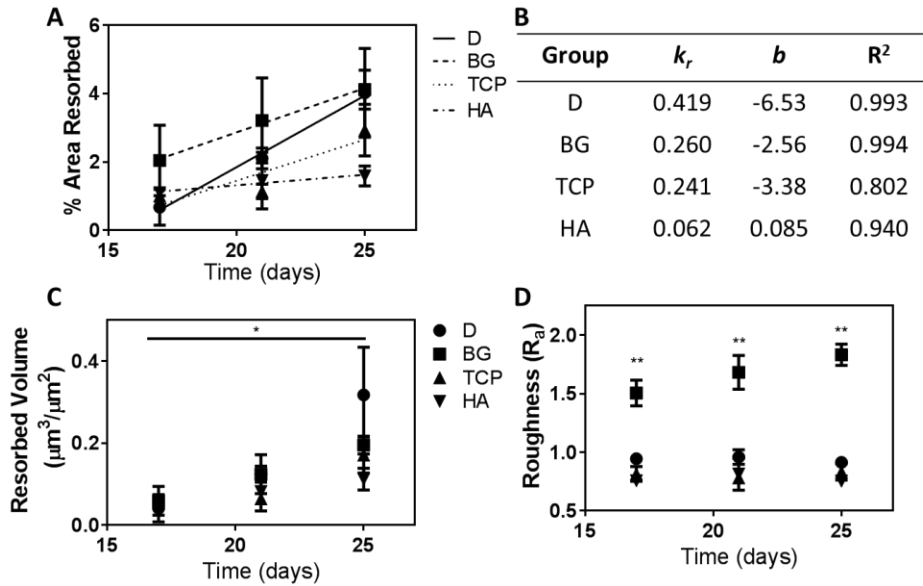 A
% Area Resorbed
6
4
2
0
15 20 25
Time (days)
D
BG
TCP
HA
B
Group kr b R²
D 0.419 -6.53 0.993
BG 0.260 -2.56 0.994
TCP 0.241 -3.38 0.802
HA 0.062 0.085 0.940
C
Resorbed Volume
(μm³/μm²)
0.4
0.2
0.0
*
15 20 25
Time (days)
D
BG
TCP
HA
D
Roughness (Ra)
2.0
1.5
1.0
0.5
** ** **
15 20 25
Time (days)